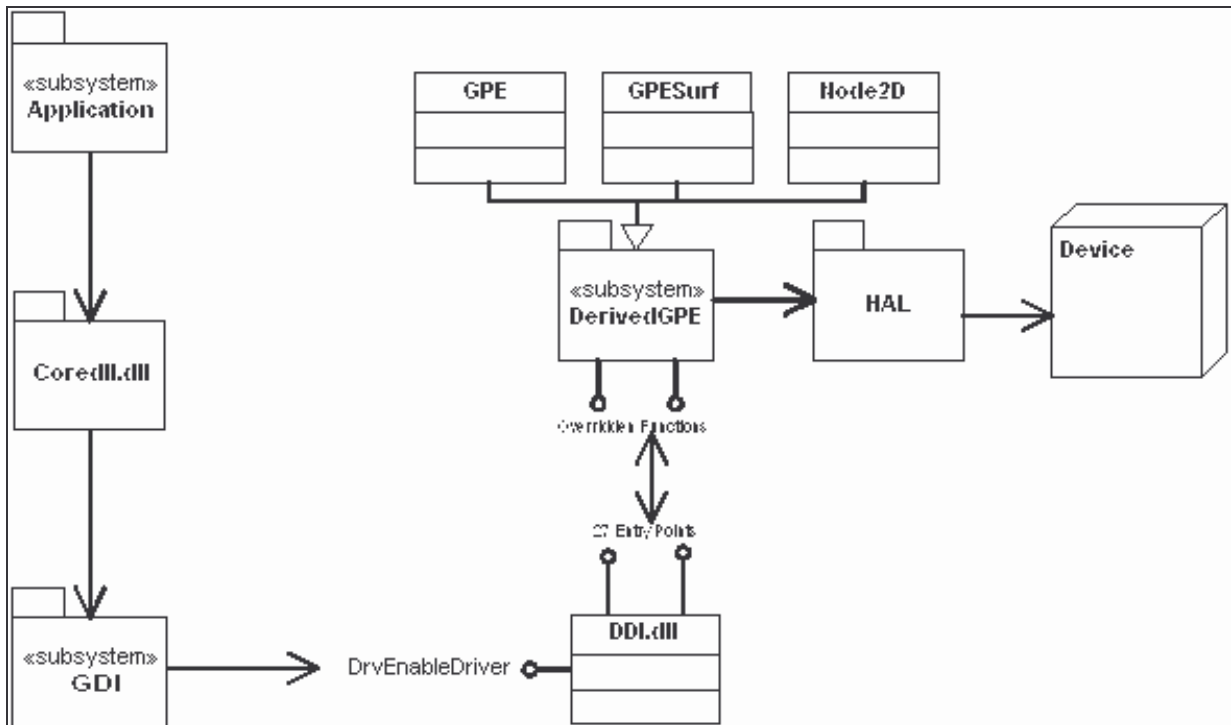 «subsystem»
Application
GPE
GPESurf
Node2D
Device
«subsystem»
DerivedGPE
HAL
Coredll.dll
Overridden Functions
27 Entry Points
DDI.dll
«subsystem»
GDI
DrvEnableDriver